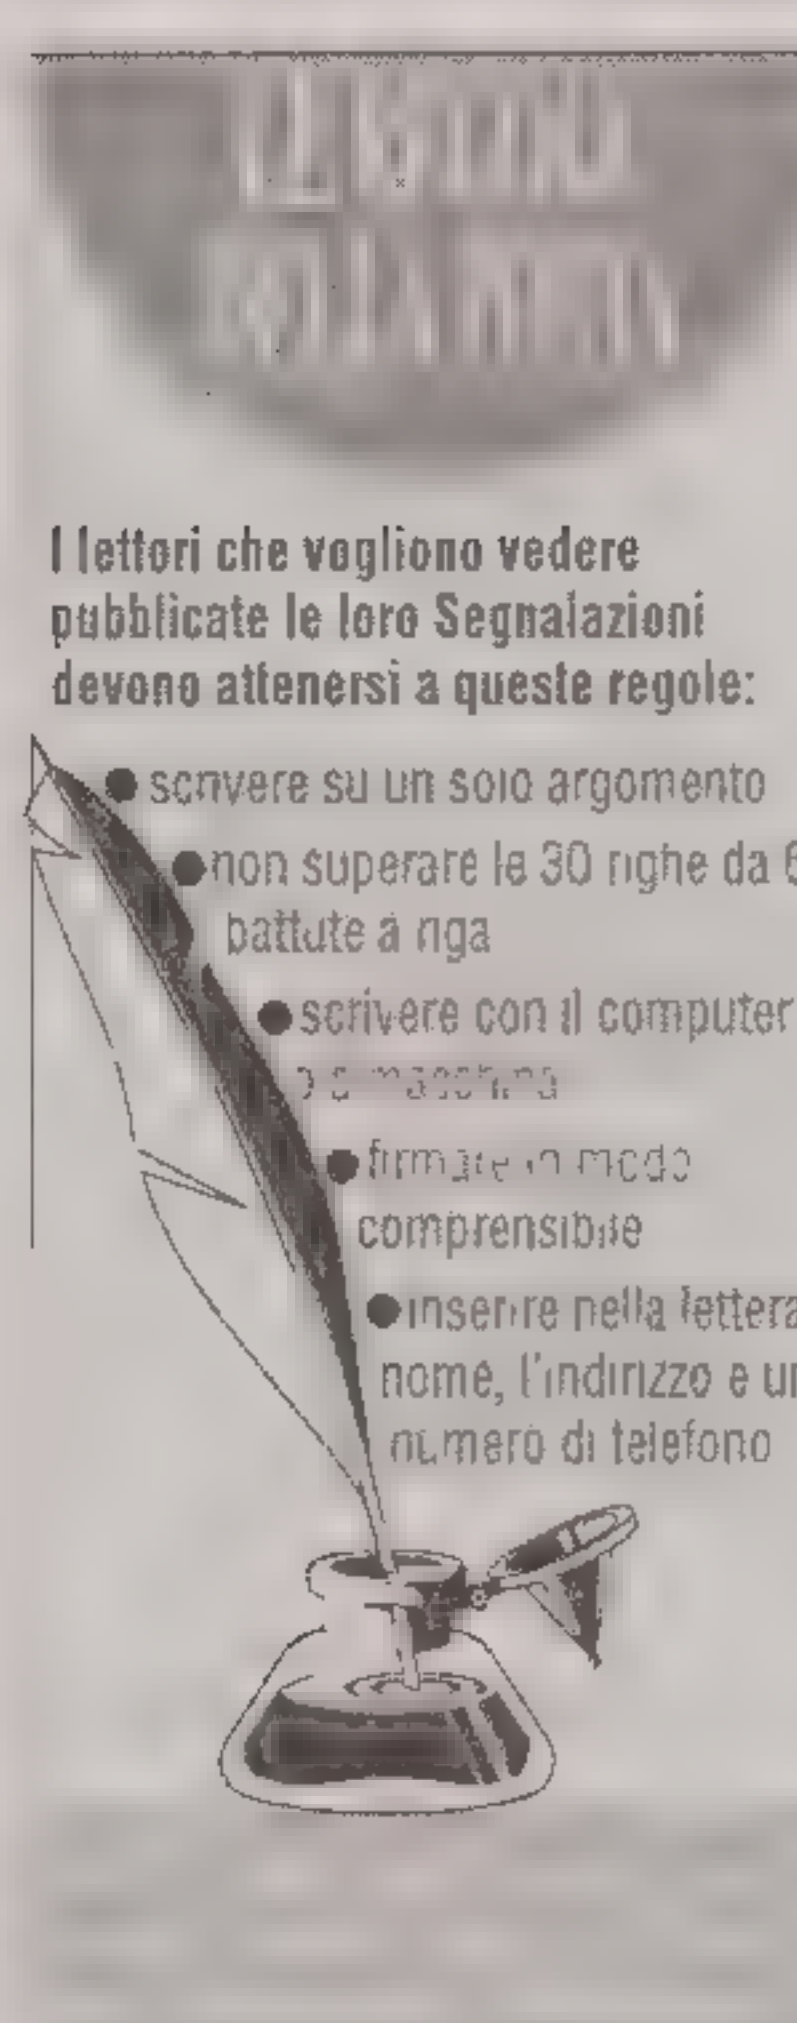 I lettori che vogliono vedere
pubblicate le loro Segnalazioni
devono attenersi a queste regole:
● scrivere su un solo argomento
● non superare le 30 righe da 6
battute a riga
● scrivere con il computer
o a macchina
● firmare in modo
comprensibile
● inserire nella lettera
nome, l'indirizzo e un
numero di telefono